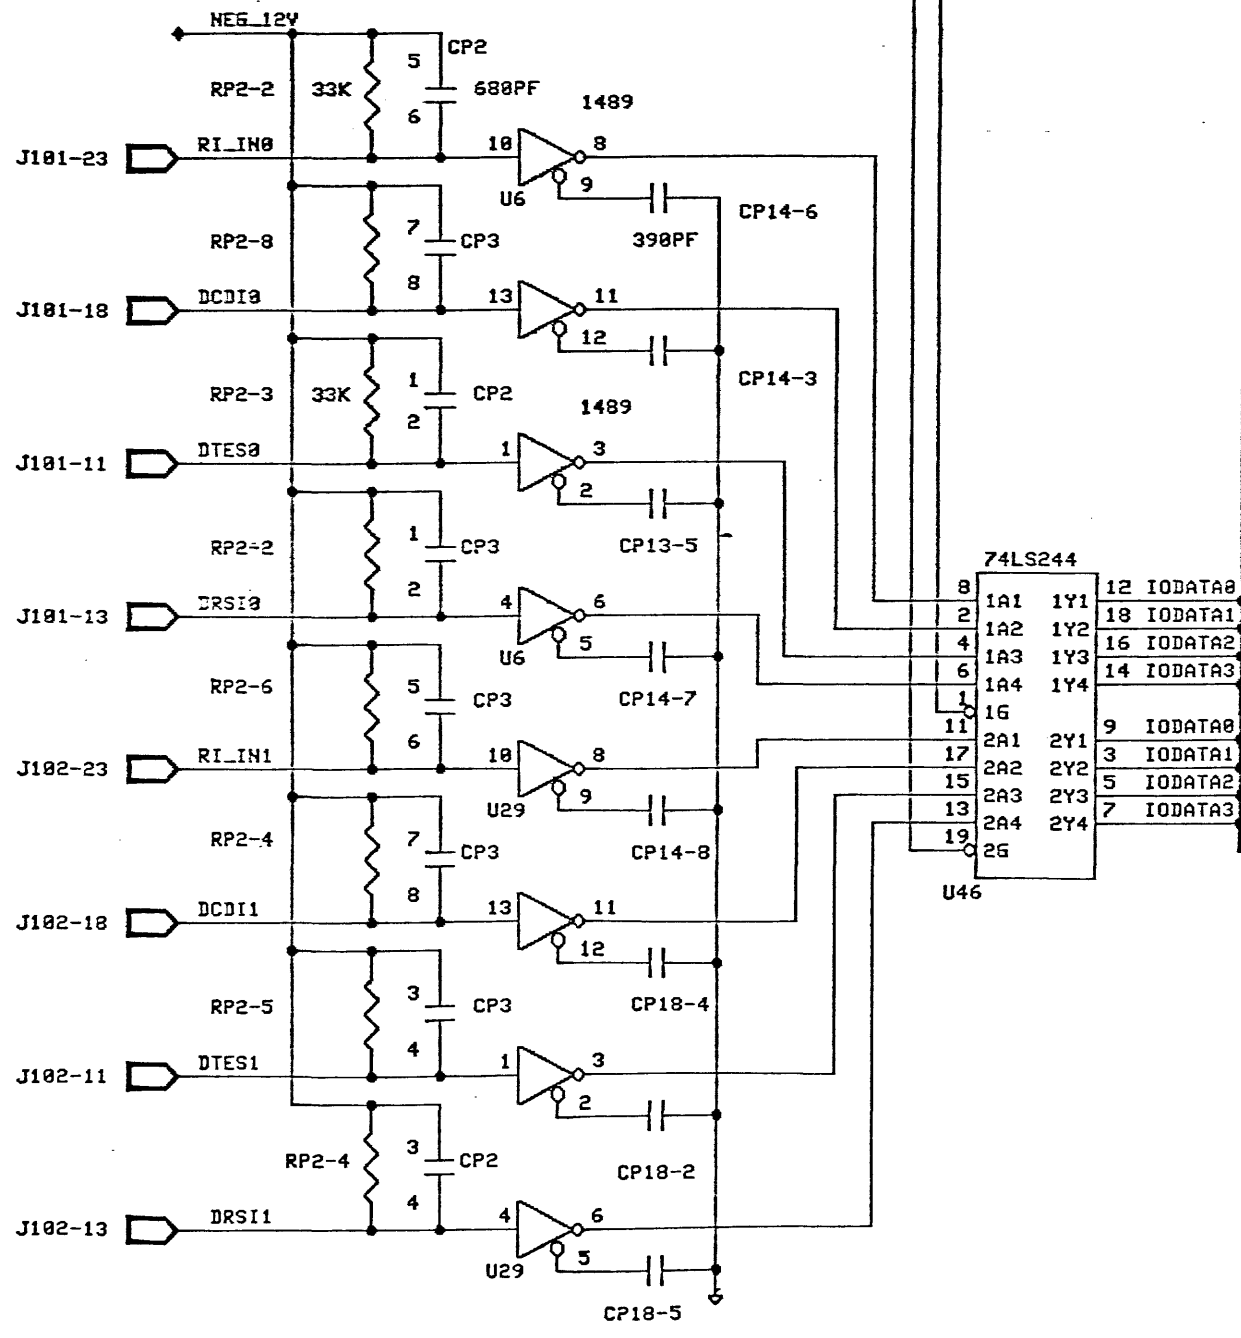 NEG_12V
CP2
5
RP2-2 33K 680PF
6
1489
J101-23 RI_IN0 10 8
9
U6
CP14-6
390PF
7
RP2-8 CP3
8
J101-18 DCDI0 13 11
12
CP14-3
1
RP2-3 33K CP2
2
1489
J101-11 DTES0 1 3
2
CP13-5
1
RP2-2 CP3
2
J101-13 DRSI0 4 6
5
U6
CP14-7
5
RP2-6 CP3
6
J102-23 RI_IN1 10 8
9
U29
CP14-8
7
RP2-4 CP3
8
J102-18 DCDI1 13 11
12
CP18-4
3
RP2-5 CP3
4
J102-11 DTES1 1 3
2
CP18-2
3
RP2-4 CP2
4
J102-13 DRSI1 4 6
5
U29
CP18-5
74LS244
8 1A1 1Y1 12 IODATA0
2 1A2 1Y2 18 IODATA1
4 1A3 1Y3 16 IODATA2
6 1A4 1Y4 14 IODATA3
1 1G
11 2A1 2Y1 9 IODATA0
17 2A2 2Y2 3 IODATA1
15 2A3 2Y3 5 IODATA2
13 2A4 2Y4 7 IODATA3
19 2G
U46